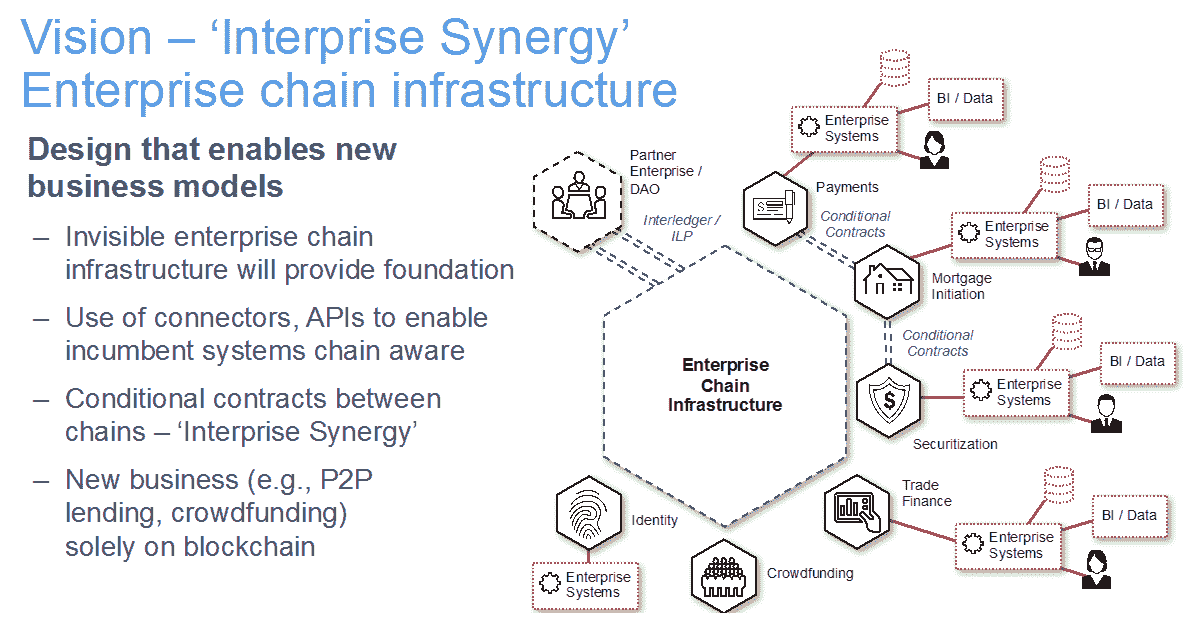 Vision – ‘Interprise Synergy’
Enterprise chain infrastructure
Design that enables new
business models
– Invisible enterprise chain
infrastructure will provide foundation
– Use of connectors, APIs to enable
incumbent systems chain aware
– Conditional contracts between
chains – ‘Interprise Synergy’
– New business (e.g., P2P
lending, crowdfunding)
solely on blockchain
Partner
Enterprise /
DAO
Interledger /
ILP
Enterprise
Systems
BI / Data
Payments
Conditional
Contracts
Enterprise
Systems
BI / Data
Mortgage
Initiation
Conditional
Contracts
Enterprise
Chain
Infrastructure
$
Enterprise
Systems
BI / Data
Securitization
Trade
Finance
Enterprise
Systems
BI / Data
Identity
Enterprise
Systems
Crowdfunding